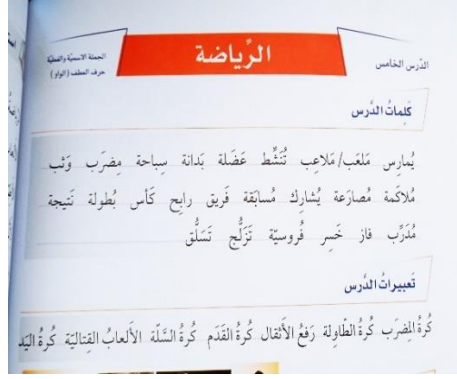 الدّرس الخامس
الرِّياضة
الجملة الاسميّة والفعليّة
حرف العطف (الواو)
كَلِماتُ الدَّرس
يُمارِس مَلعَب/مَلاعِب تُنَشِّط عَضَلة بَدانة سِباحة مِضرَب وَثب
مُلاكَمة مُصارَعة يُشارِك مُسابَقة فَريق رابِح كَأس بُطولة نَتيجة
مُدَرِّب فاز خَسِر فُروسيّة تَزَلُّج تَسَلُّق
تَعبيراتُ الدَّرس
كُرةُ المِضرَب كُرةُ الطّاوِلة رَفعُ الأَثقال كُرةُ القَدَم كُرةُ السَّلّة الأَلعابُ القِتاليّة كُرةُ اليَد